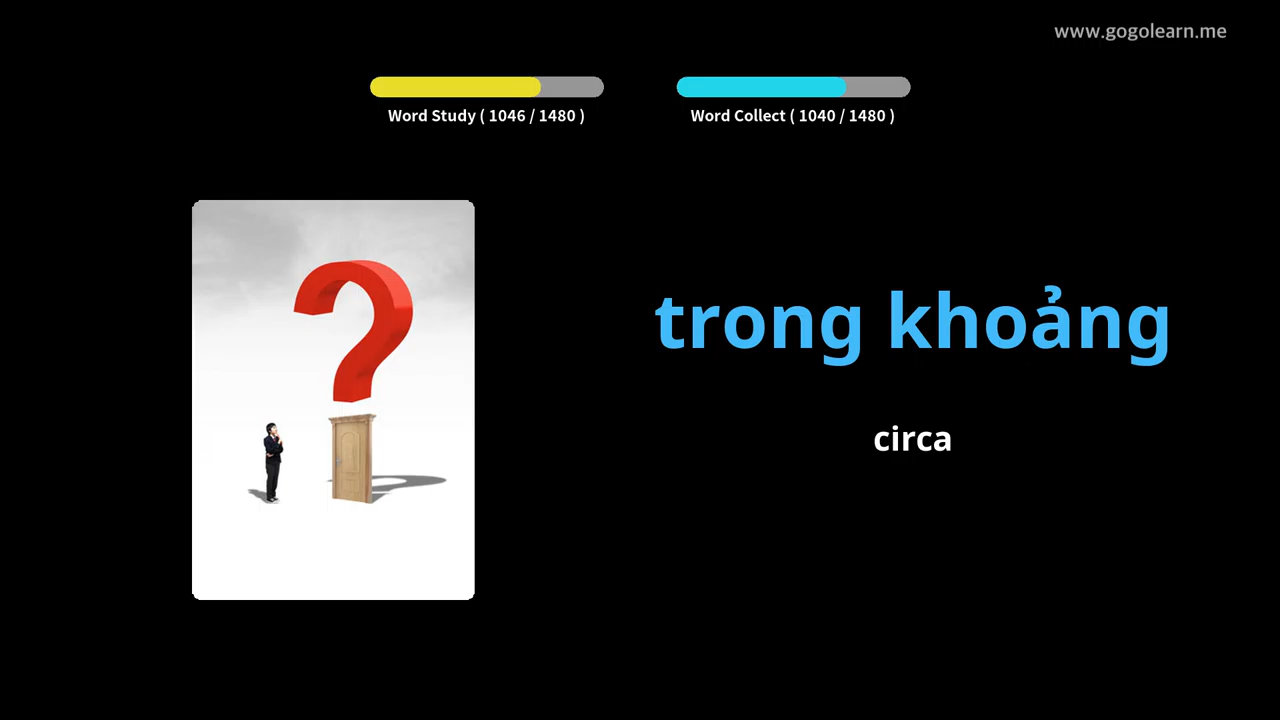 www.gogolearn.me
Word Study ( 1046 / 1480 )
Word Collect ( 1040 / 1480 )
trong khoảng
circa